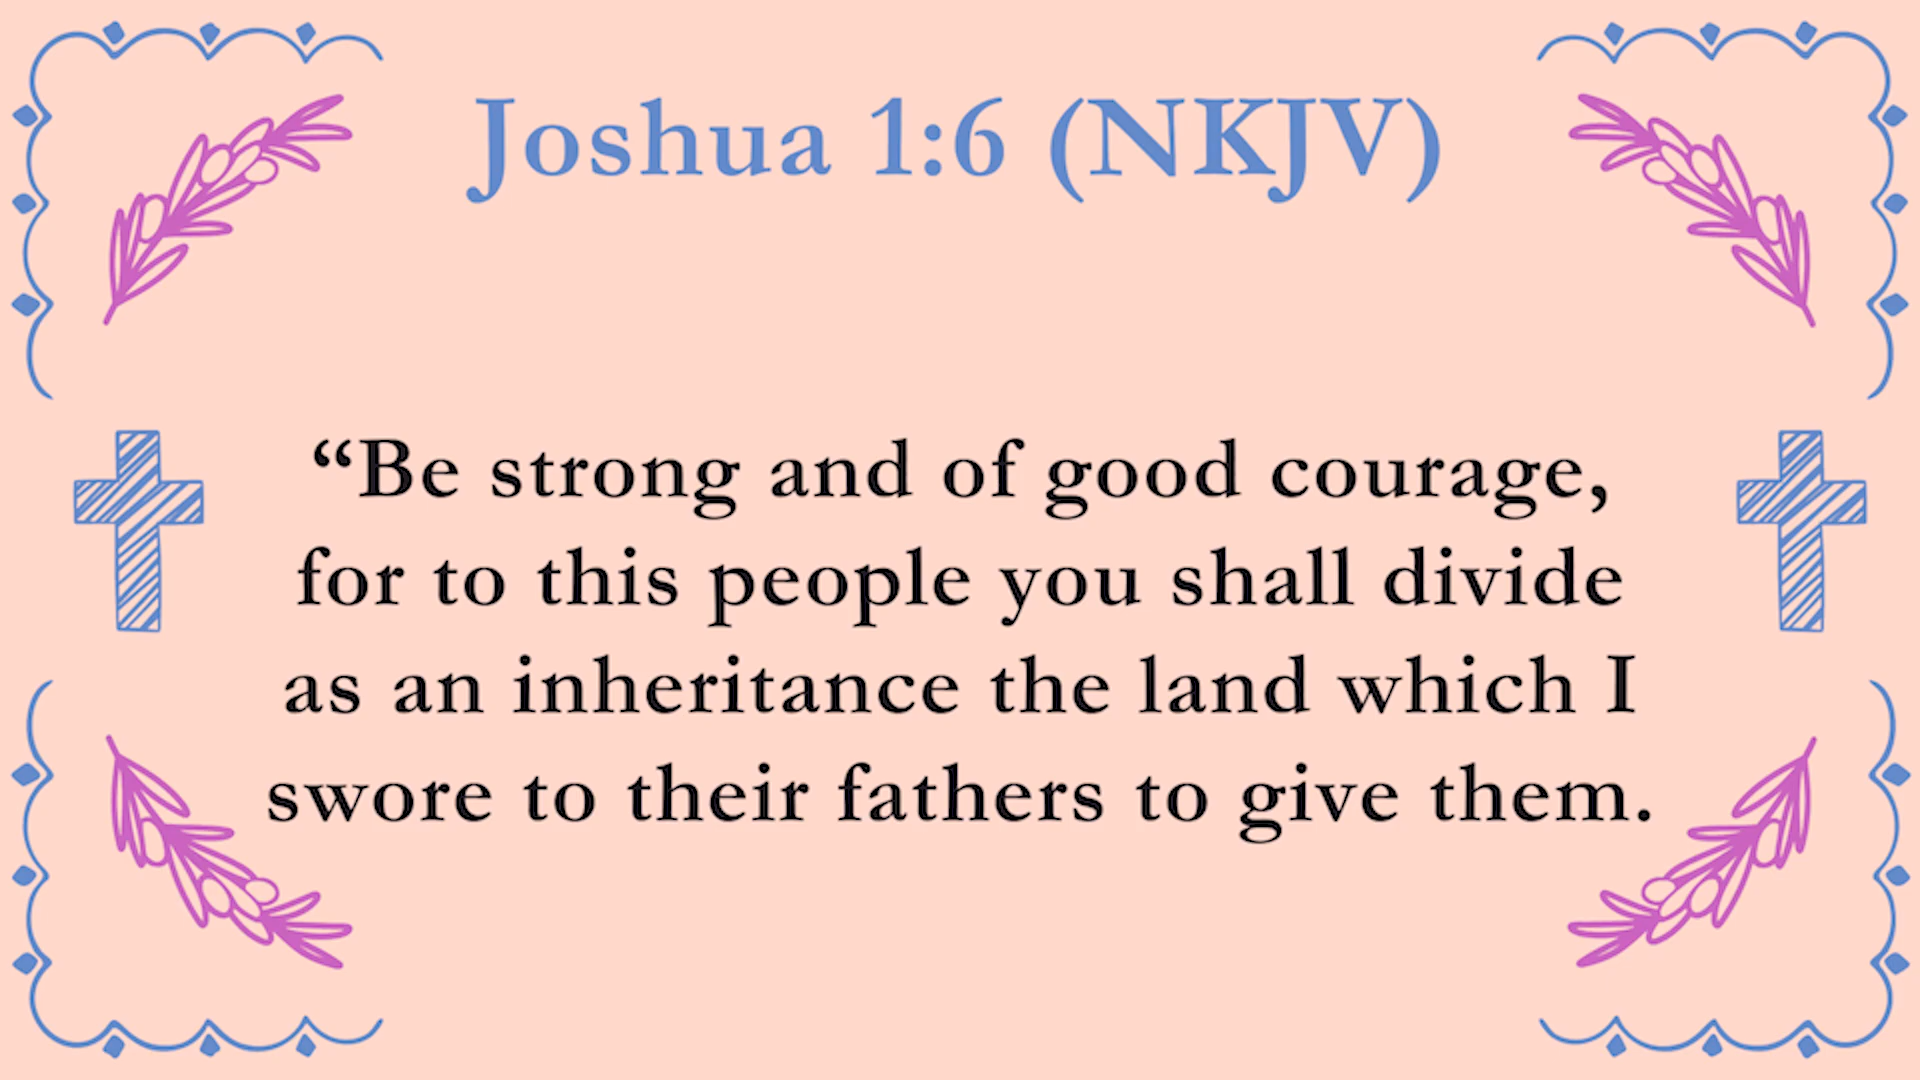 Joshua 1:6 (NKJV)
“Be strong and of good courage,
for to this people you shall divide
as an inheritance the land which I
swore to their fathers to give them.